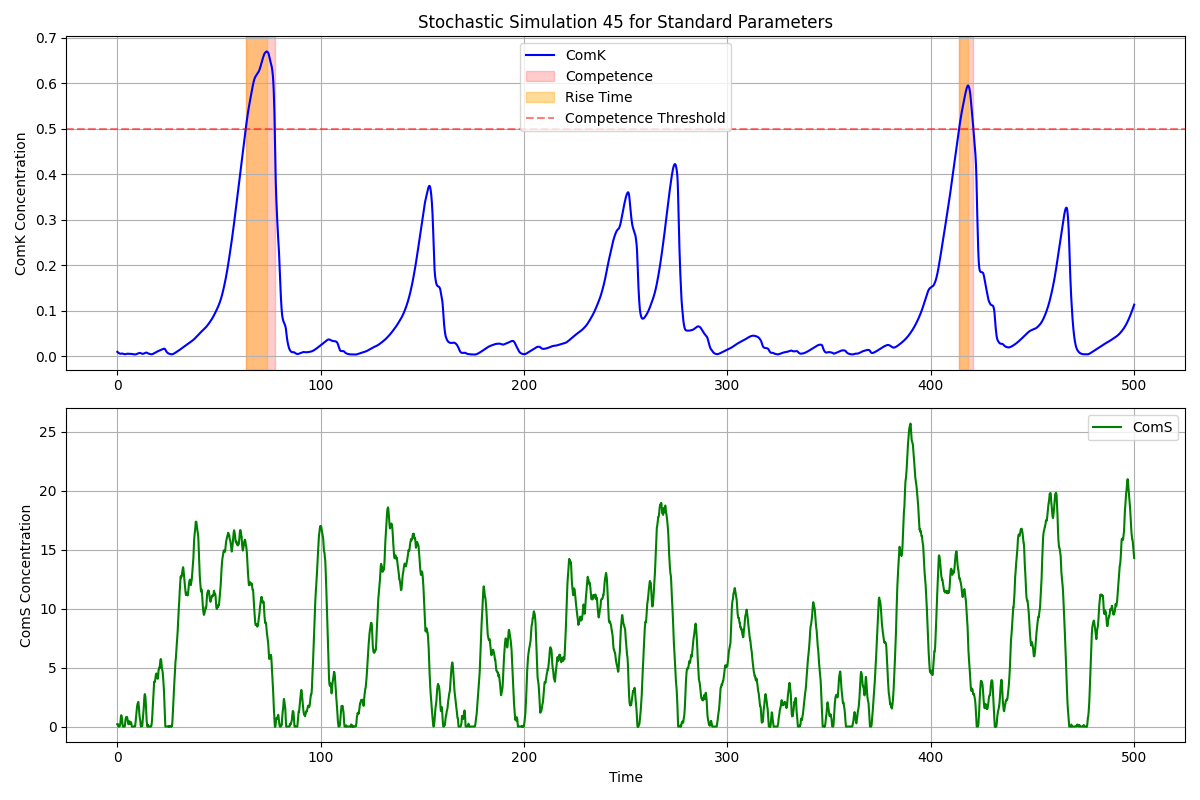 Stochastic Simulation 45 for Standard Parameters
ComK Concentration
0.7
0.6
0.5
0.4
0.3
0.2
0.1
0.0
ComK
Competence
Rise Time
Competence Threshold
0 100 200 300 400 500
ComS Concentration
25
20
15
10
5
0
ComS
0 100 200 300 400 500
Time